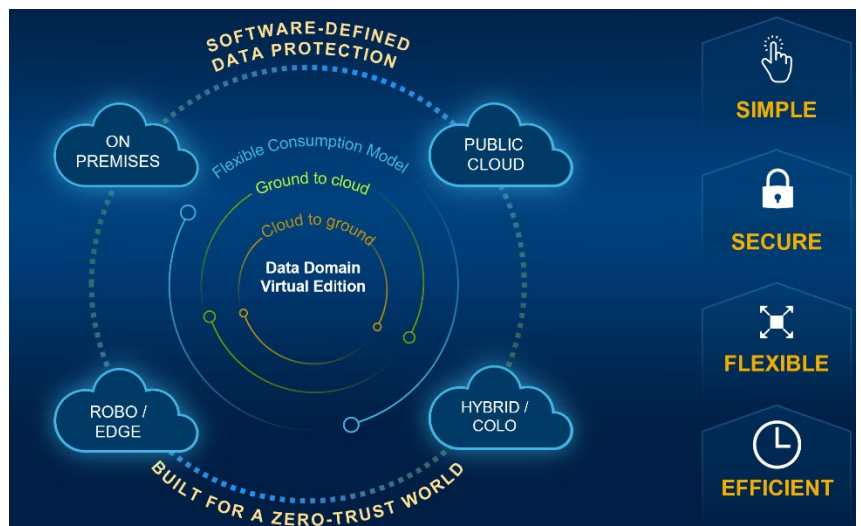 SOFTWARE-DEFINED
DATA PROTECTION
ON
PREMISES
PUBLIC
CLOUD
Flexible Consumption Model
Ground to cloud
Cloud to ground
Data Domain
Virtual Edition
ROBO /
EDGE
HYBRID /
COLO
BUILT FOR A ZERO-TRUST WORLD
SIMPLE
SECURE
FLEXIBLE
EFFICIENT